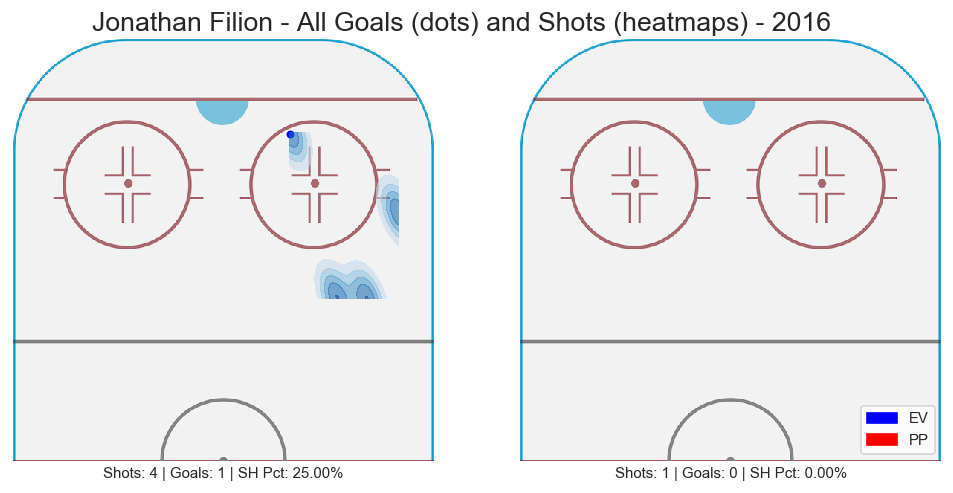 Jonathan Filion - All Goals (dots) and Shots (heatmaps) - 2016
EV
PP
Shots: 4 | Goals: 1 | SH Pct: 25.00%
Shots: 1 | Goals: 0 | SH Pct: 0.00%